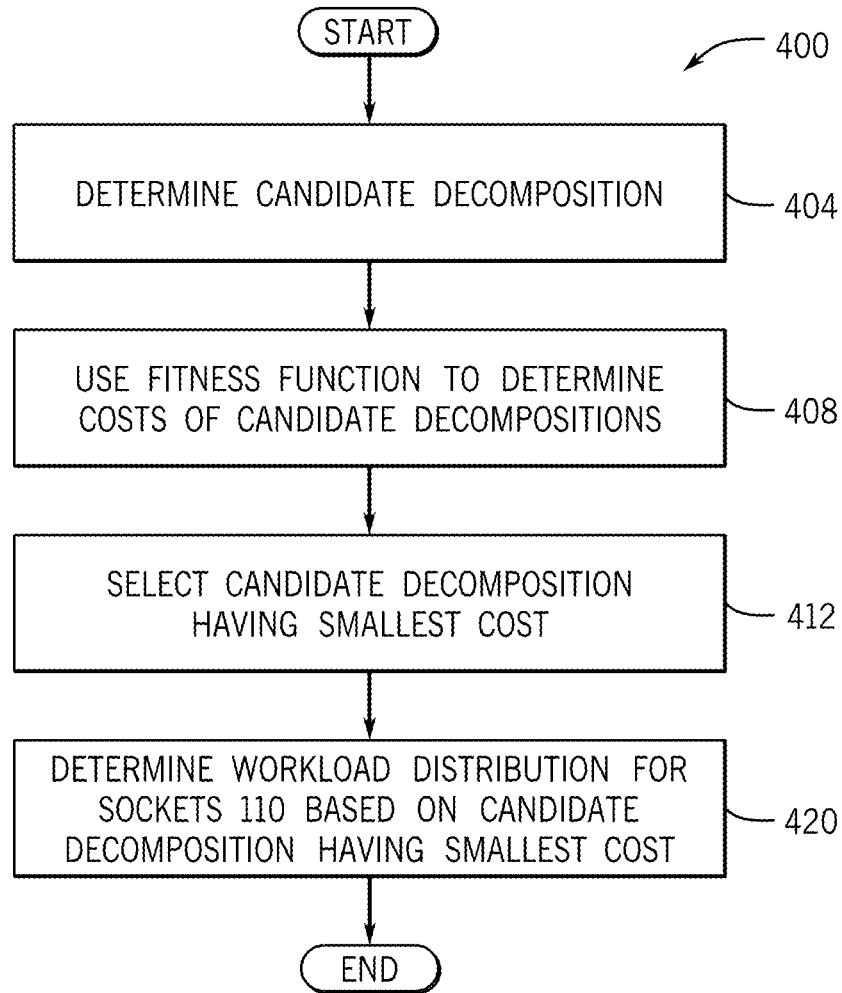 START
400
DETERMINE CANDIDATE DECOMPOSITION
404
USE FITNESS FUNCTION TO DETERMINE
COSTS OF CANDIDATE DECOMPOSITIONS
408
SELECT CANDIDATE DECOMPOSITION
HAVING SMALLEST COST
412
DETERMINE WORKLOAD DISTRIBUTION FOR
SOCKETS 110 BASED ON CANDIDATE
DECOMPOSITION HAVING SMALLEST COST
420
END